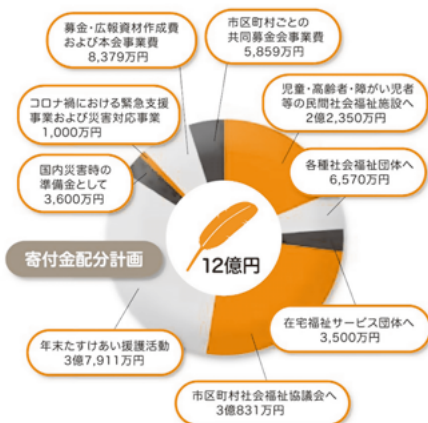 募金・広報資材作成費
および本会事業費
8,379万円
市区町村ごとの
共同募金会事業費
5,859万円
児童・高齢者・障がい児者
等の民間社会福祉施設へ
2億2,350万円
コロナ禍における緊急支援
事業および災害対応事業
1,000万円
各種社会福祉団体へ
6,570万円
国内災害時の
準備金として
3,600万円
12億円
寄付金配分計画
在宅福祉サービス団体へ
3,500万円
年末たすけあい援護活動
3億7,911万円
市区町村社会福祉協議会へ
3億831万円